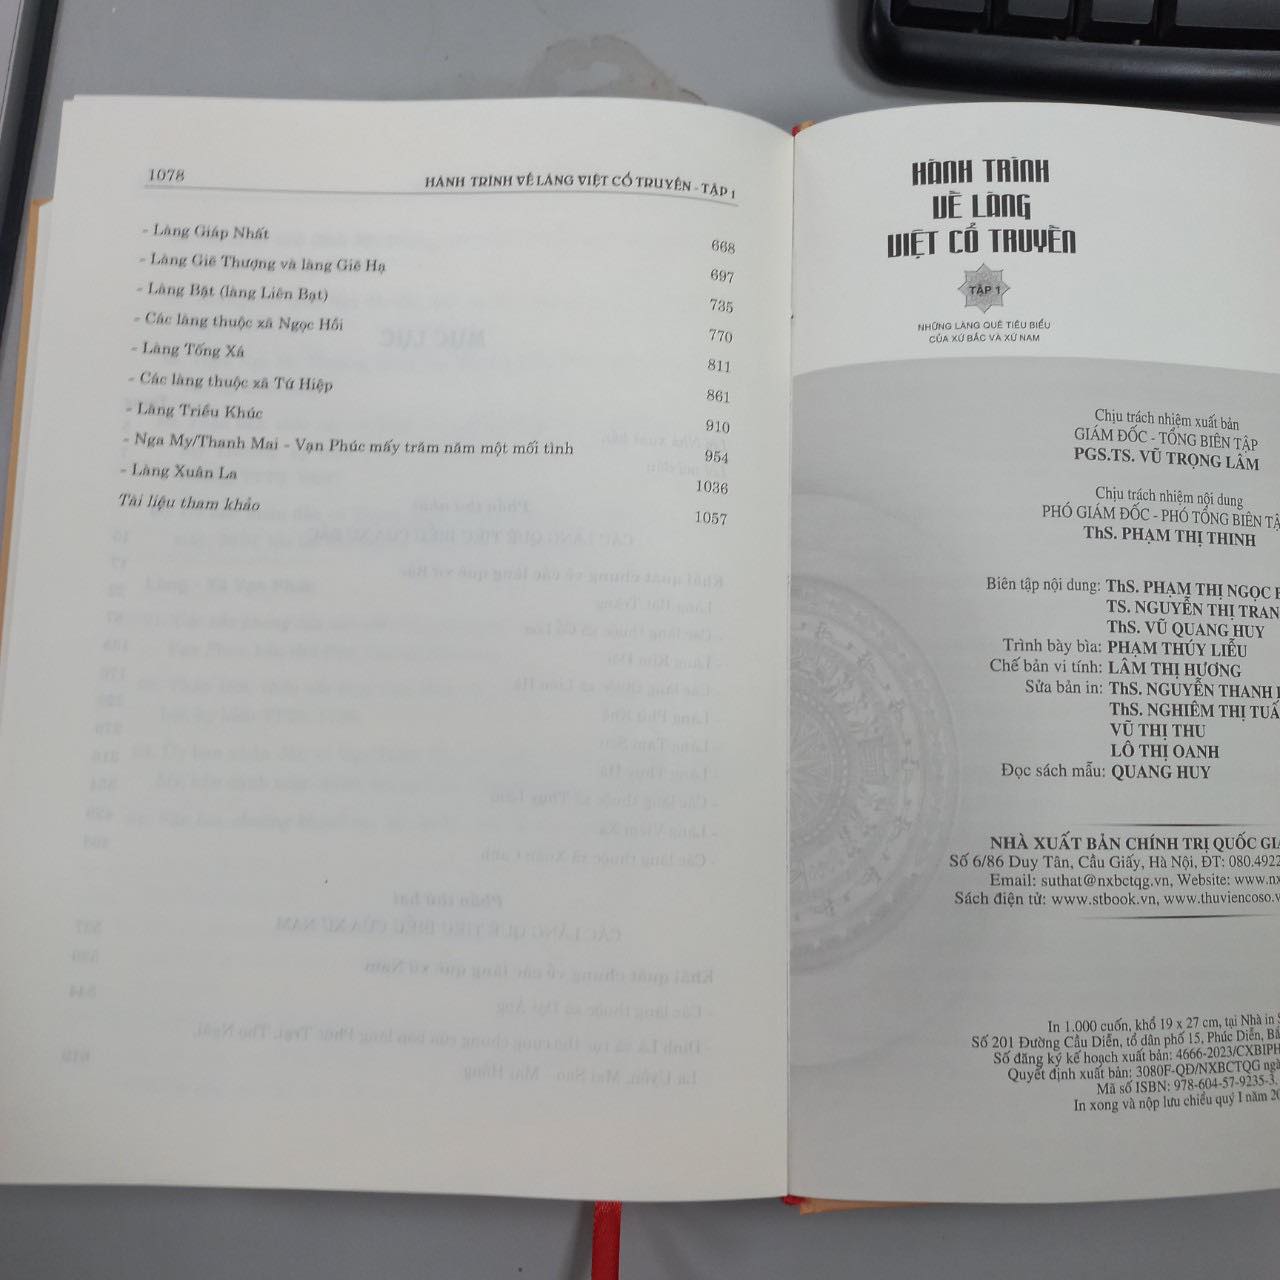 1078
HÀNH TRÌNH VỀ LÀNG VIỆT CỔ TRUYỀN - TẬP 1
- Làng Giáp Nhất 668
- Làng Giẽ Thượng và làng Giẽ Hạ 697
- Làng Bặt (làng Liên Bạt) 735
- Các làng thuộc xã Ngọc Hồi 770
- Làng Tống Xá 811
- Các làng thuộc xã Tứ Hiệp 861
- Làng Triều Khúc 910
- Nga My/Thanh Mai - Vạn Phúc mấy trăm năm một mối tình 954
- Làng Xuân La 1036
Tài liệu tham khảo 1057
HÀNH TRÌNH
VỀ LÀNG
VIỆT CỔ TRUYỀN
TẬP 1
NHỮNG LÀNG QUÊ TIÊU BIỂU
CỦA XỨ BẮC VÀ XỨ NAM
Chịu trách nhiệm xuất bản
GIÁM ĐỐC - TỔNG BIÊN TẬP
PGS.TS. VŨ TRỌNG LÂM
Chịu trách nhiệm nội dung
PHÓ GIÁM ĐỐC - PHÓ TỔNG BIÊN TẬP
ThS. PHẠM THỊ THINH
Biên tập nội dung: ThS. PHẠM THỊ NGỌC
TS. NGUYỄN THỊ
ThS. VŨ QUANG HUY
Trình bày bìa: PHẠM THÚY LIỄU
Chế bản vi tính: LÂM THỊ HƯƠNG
Sửa bản in: ThS. NGUYỄN THANH
ThS. NGHIÊM THỊ
VŨ THỊ THU
LÔ THỊ OANH
Đọc sách mẫu: QUANG HUY
NHÀ XUẤT BẢN CHÍNH TRỊ QUỐC GIA
Số 6/86 Duy Tân, Cầu Giấy, Hà Nội, ĐT: 080.4922
Email: suthat@nxbctqg.vn, Website: www.nx
Sách điện tử: www.stbook.vn, www.thuviencoso.v
In 1.000 cuốn, khổ 19 x 27 cm, tại Nhà in
Số 201 Đường Cầu Diễn, tổ dân phố 15, Phúc Diễn,
Số đăng ký kế hoạch xuất bản: 4666-2023/CXBIPH
Quyết định xuất bản: 3080F-QĐ/NXBCTQG
Mã số ISBN: 978-604-57-9235-3.
In xong và nộp lưu chiểu quý I năm 20